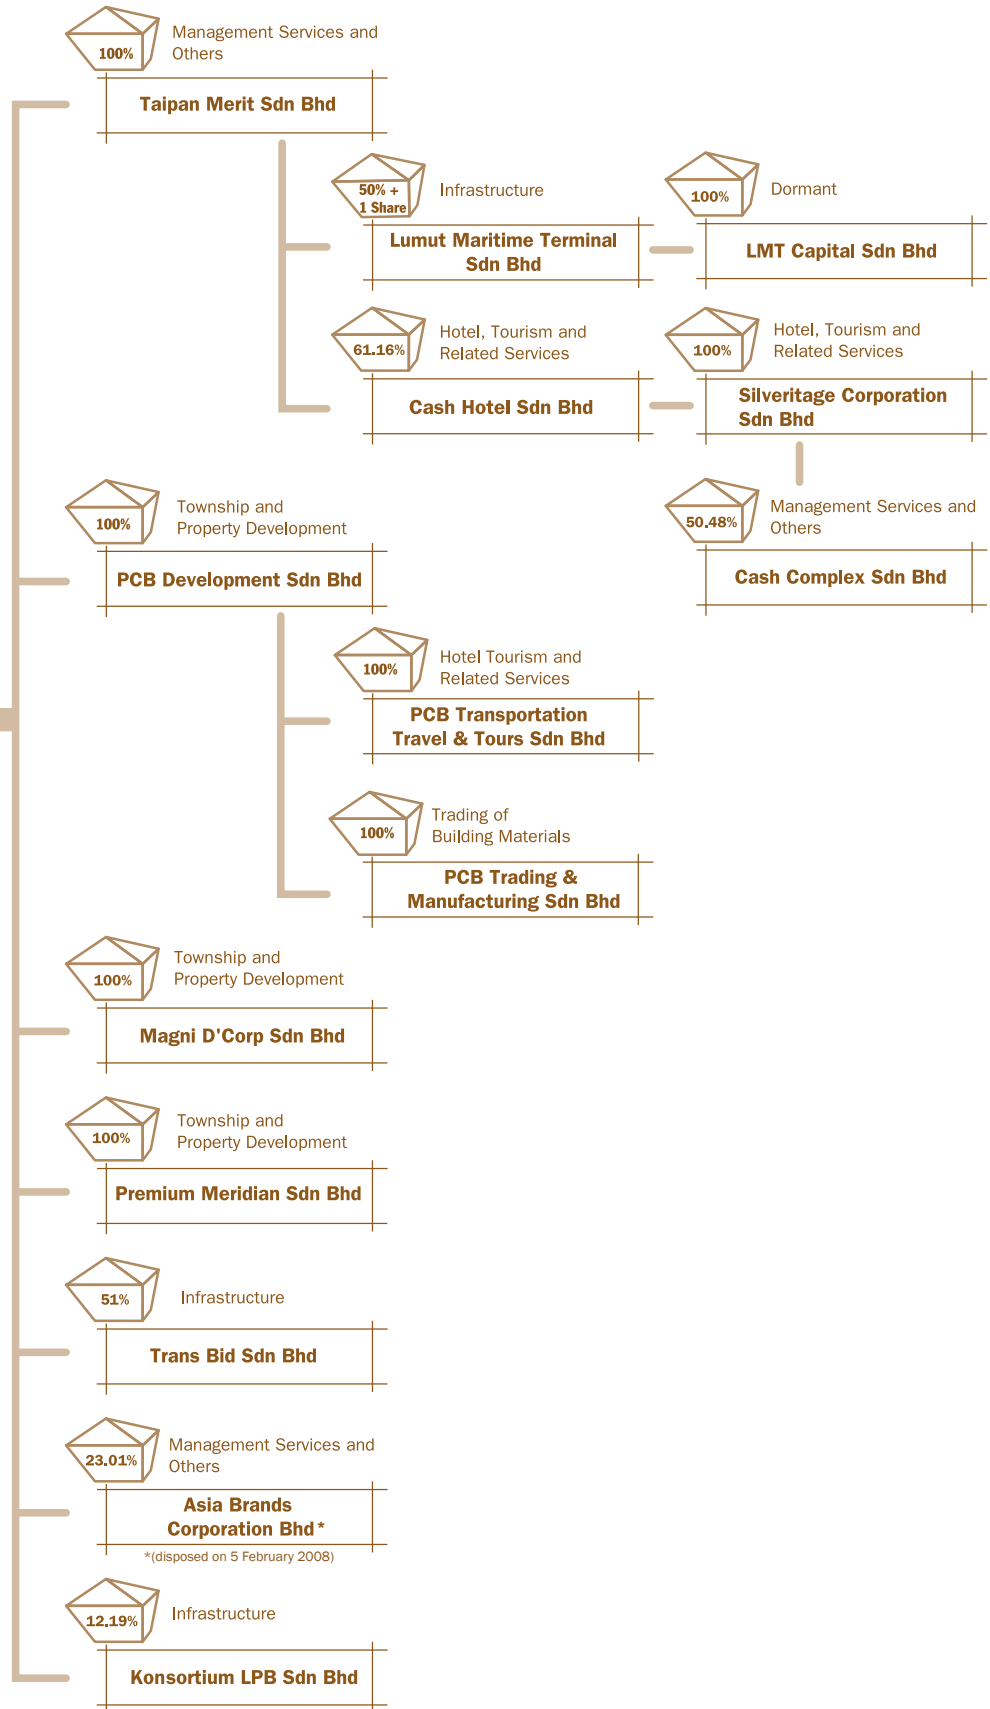 100%
Management Services and
Others
Taipan Merit Sdn Bhd
50% +
1 Share
Infrastructure
Lumut Maritime Terminal
Sdn Bhd
100%
Dormant
LMT Capital Sdn Bhd
61.16%
Hotel, Tourism and
Related Services
Cash Hotel Sdn Bhd
100%
Hotel, Tourism and
Related Services
Silveritage Corporation
Sdn Bhd
50.48%
Management Services and
Others
Cash Complex Sdn Bhd
100%
Township and
Property Development
PCB Development Sdn Bhd
100%
Hotel Tourism and
Related Services
PCB Transportation
Travel & Tours Sdn Bhd
100%
Trading of
Building Materials
PCB Trading &
Manufacturing Sdn Bhd
100%
Township and
Property Development
Magni D'Corp Sdn Bhd
100%
Township and
Property Development
Premium Meridian Sdn Bhd
51%
Infrastructure
Trans Bid Sdn Bhd
23.01%
Management Services and
Others
Asia Brands
Corporation Bhd*
*(disposed on 5 February 2008)
12.19%
Infrastructure
Konsortium LPB Sdn Bhd